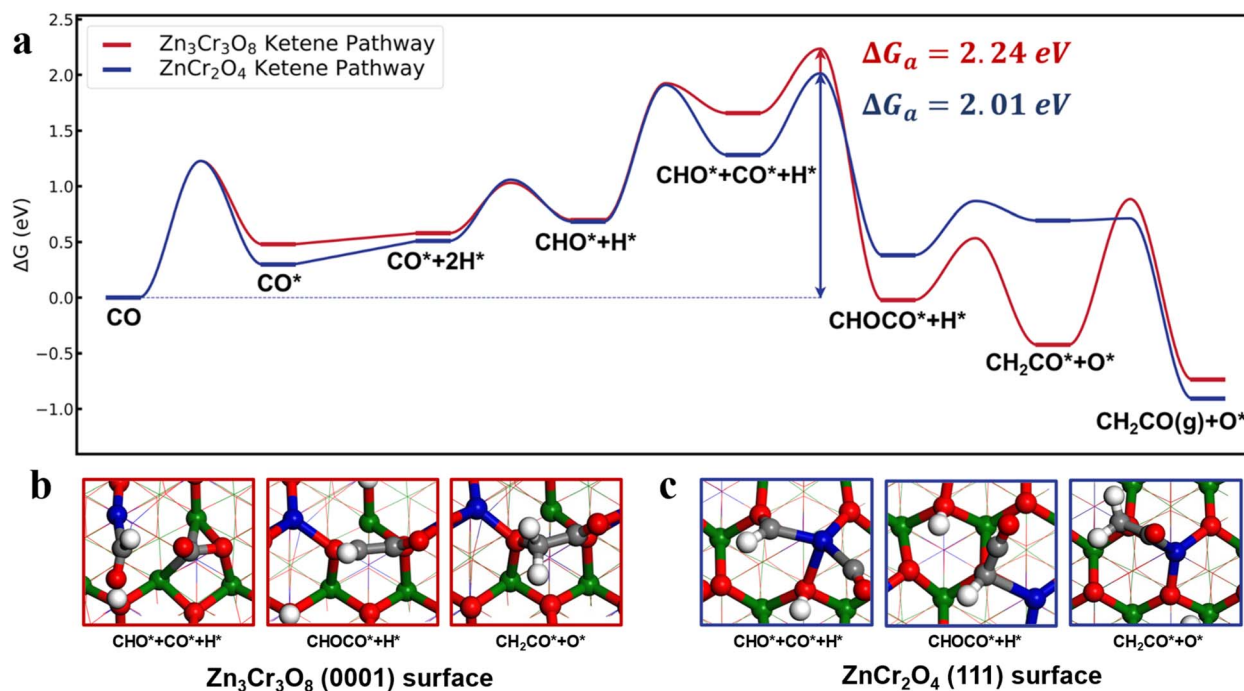 a
2.5
2.0
1.5
1.0
0.5
0.0
−0.5
−1.0
ΔG (eV)
Zn₃Cr₃O₈ Ketene Pathway
ZnCr₂O₄ Ketene Pathway
ΔGₐ = 2.24 eV
ΔGₐ = 2.01 eV
CO
CO*
CO*+2H*
CHO*+H*
CHO*+CO*+H*
CHOCO*+H*
CH₂CO*+O*
CH₂CO(g)+O*
b
CHO*+CO*+H*
CHOCO*+H*
CH₂CO*+O*
Zn₃Cr₃O₈ (0001) surface
c
CHO*+CO*+H*
CHOCO*+H*
CH₂CO*+O*
ZnCr₂O₄ (111) surface